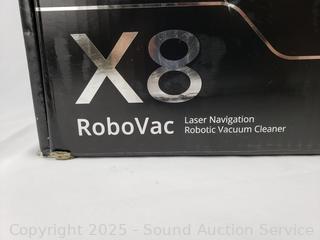 X8
RoboVac
Laser Navigation
Robotic Vacuum Cleaner
Copyright 2025 - Sound Auction Service